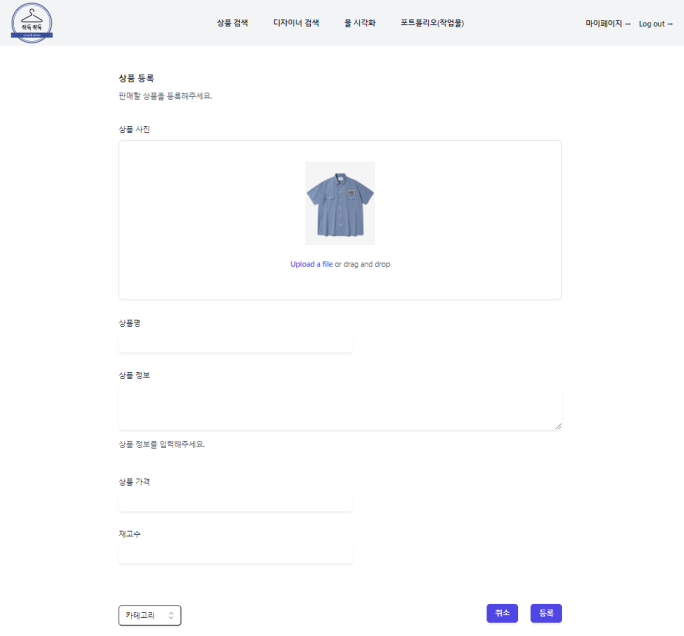 상품 검색 디자이너 검색 올 시각화 포트폴리오(작업물) 마이페이지 → Log out →
상품 등록
판매할 상품을 등록해주세요.
상품 사진
Upload a file or drag and drop
상품명
상품 정보
상품 정보를 입력해주세요.
상품 가격
재고수
카테고리 취소 등록